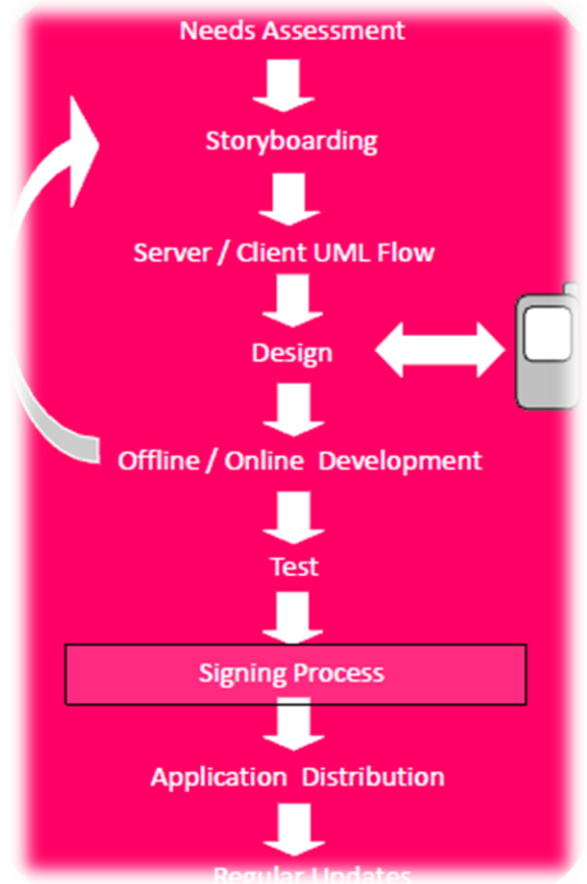 Needs Assessment
Storyboarding
Server / Client UML Flow
Design
Offline / Online Development
Test
Signing Process
Application Distribution
Regular Updates